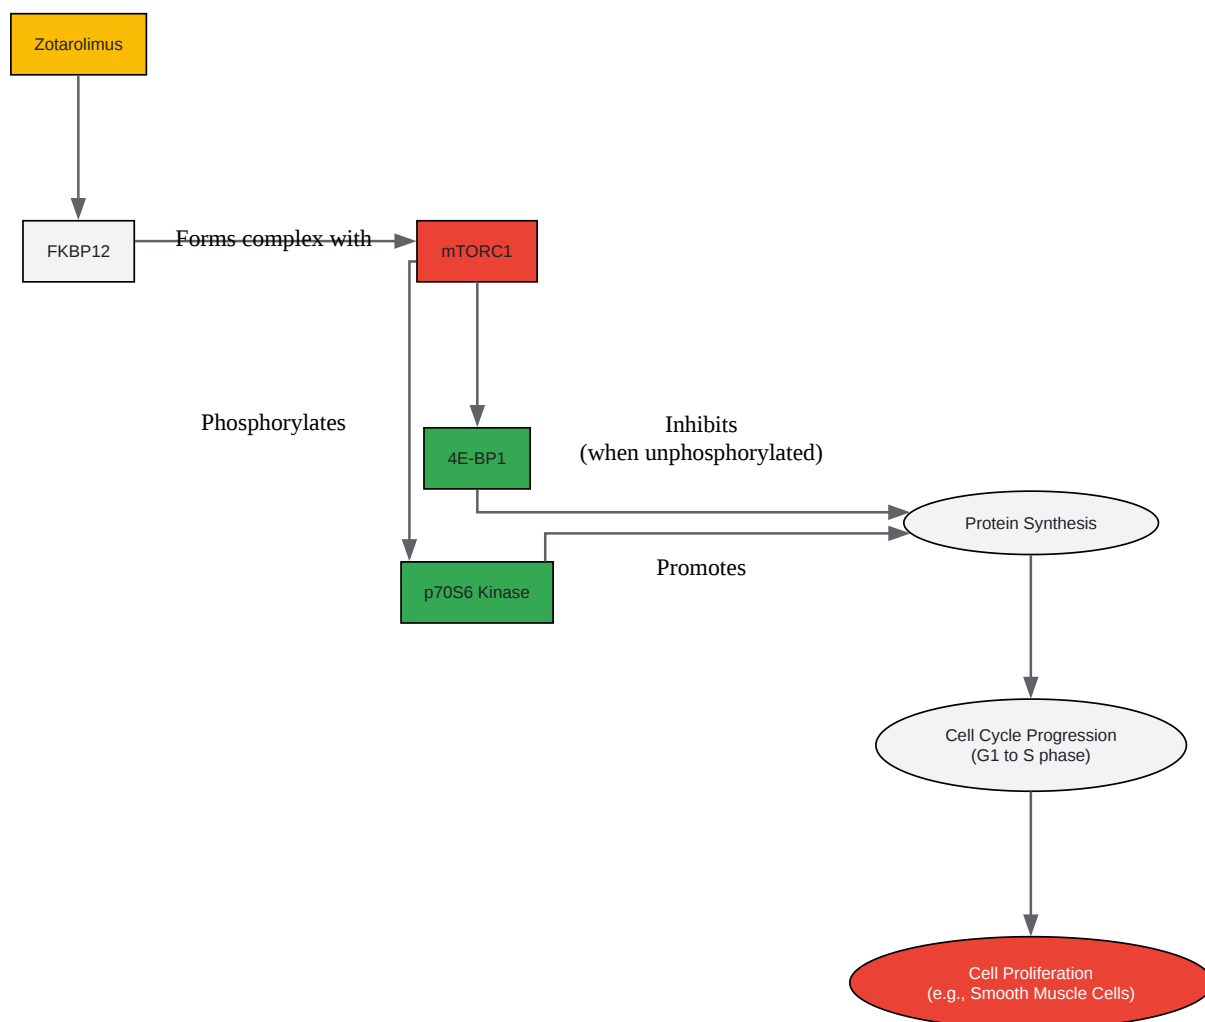 Zotarolimus
FKBP12
Forms complex with
mTORC1
Phosphorylates
4E-BP1
Inhibits
(when unphosphorylated)
Protein Synthesis
Promotes
p70S6 Kinase
Cell Cycle Progression
(G1 to S phase)
Cell Proliferation
(e.g., Smooth Muscle Cells)